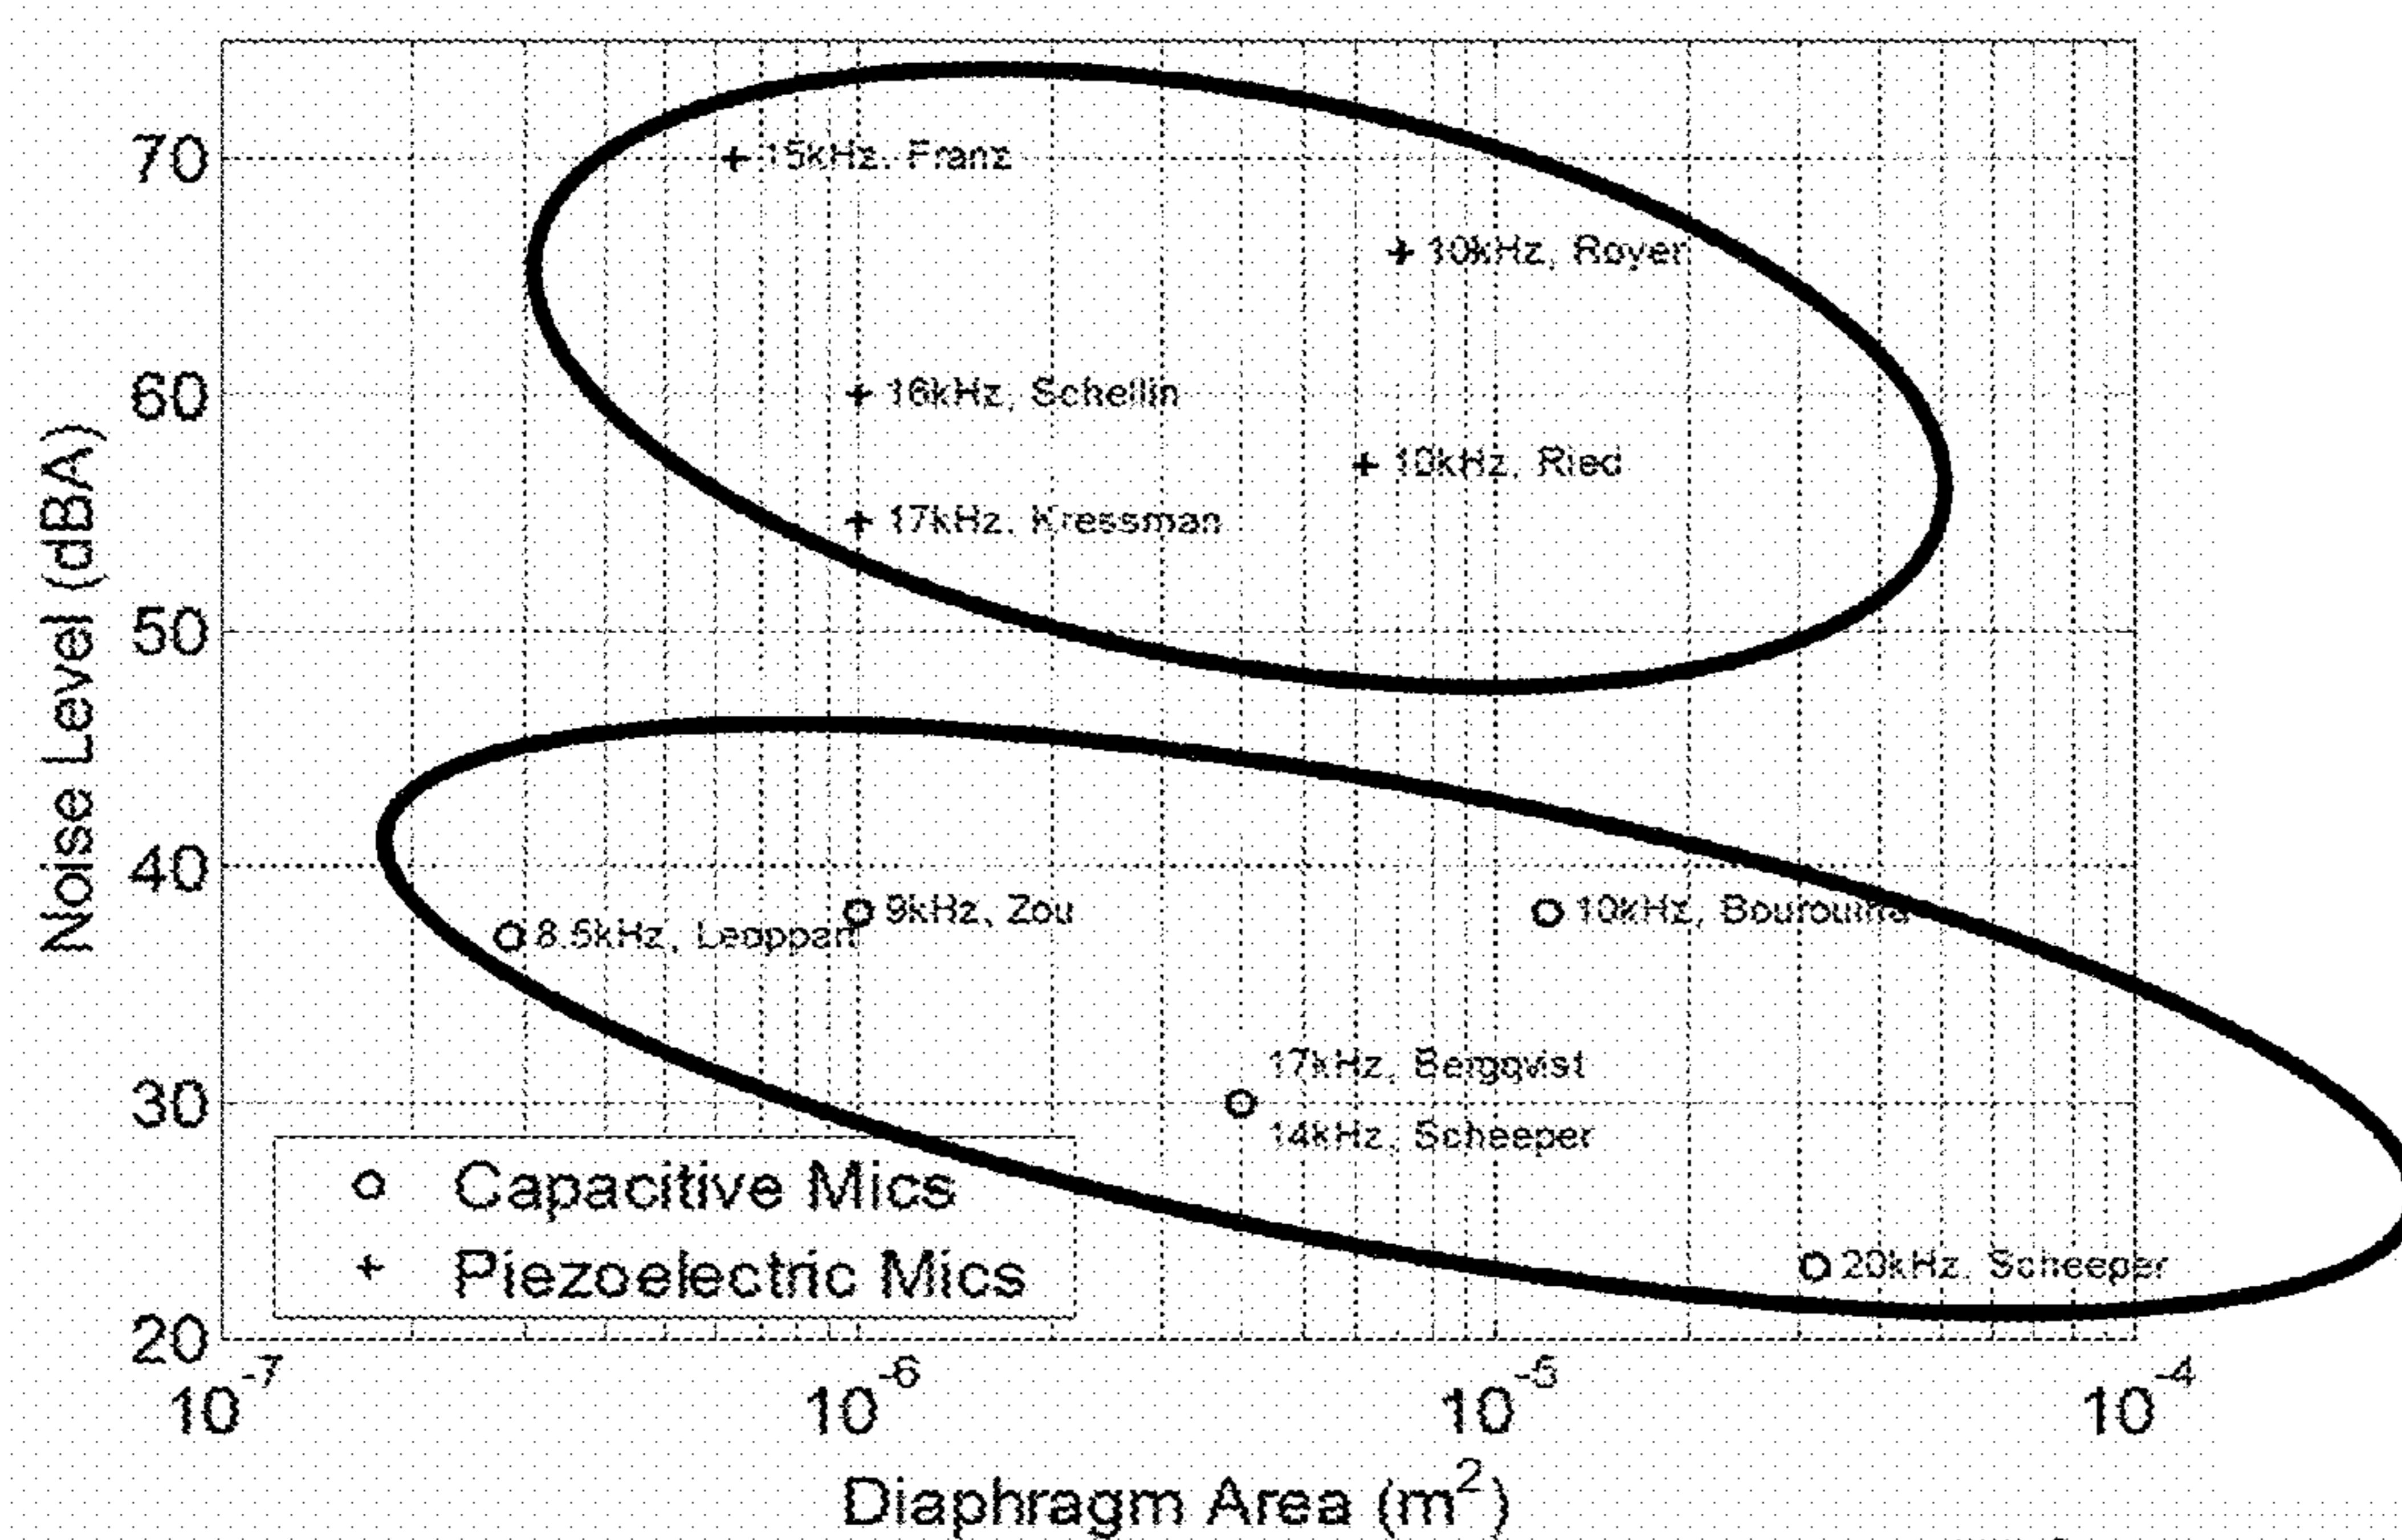 70
15kHz, Franz
10kHz, Royer
60
16kHz, Schellin
10kHz, Ried
17kHz, Kressman
50
Noise Level (dBA)
40
9kHz, Zou
10kHz, Bourouina
8.5kHz, Leoppan
17kHz, Bergqvist
30
14kHz, Scheeper
Capacitive Mics
20kHz, Scheeper
Piezoelectric Mics
20
10-7
10-6
10-5
10-4
Diaphragm Area (m2)